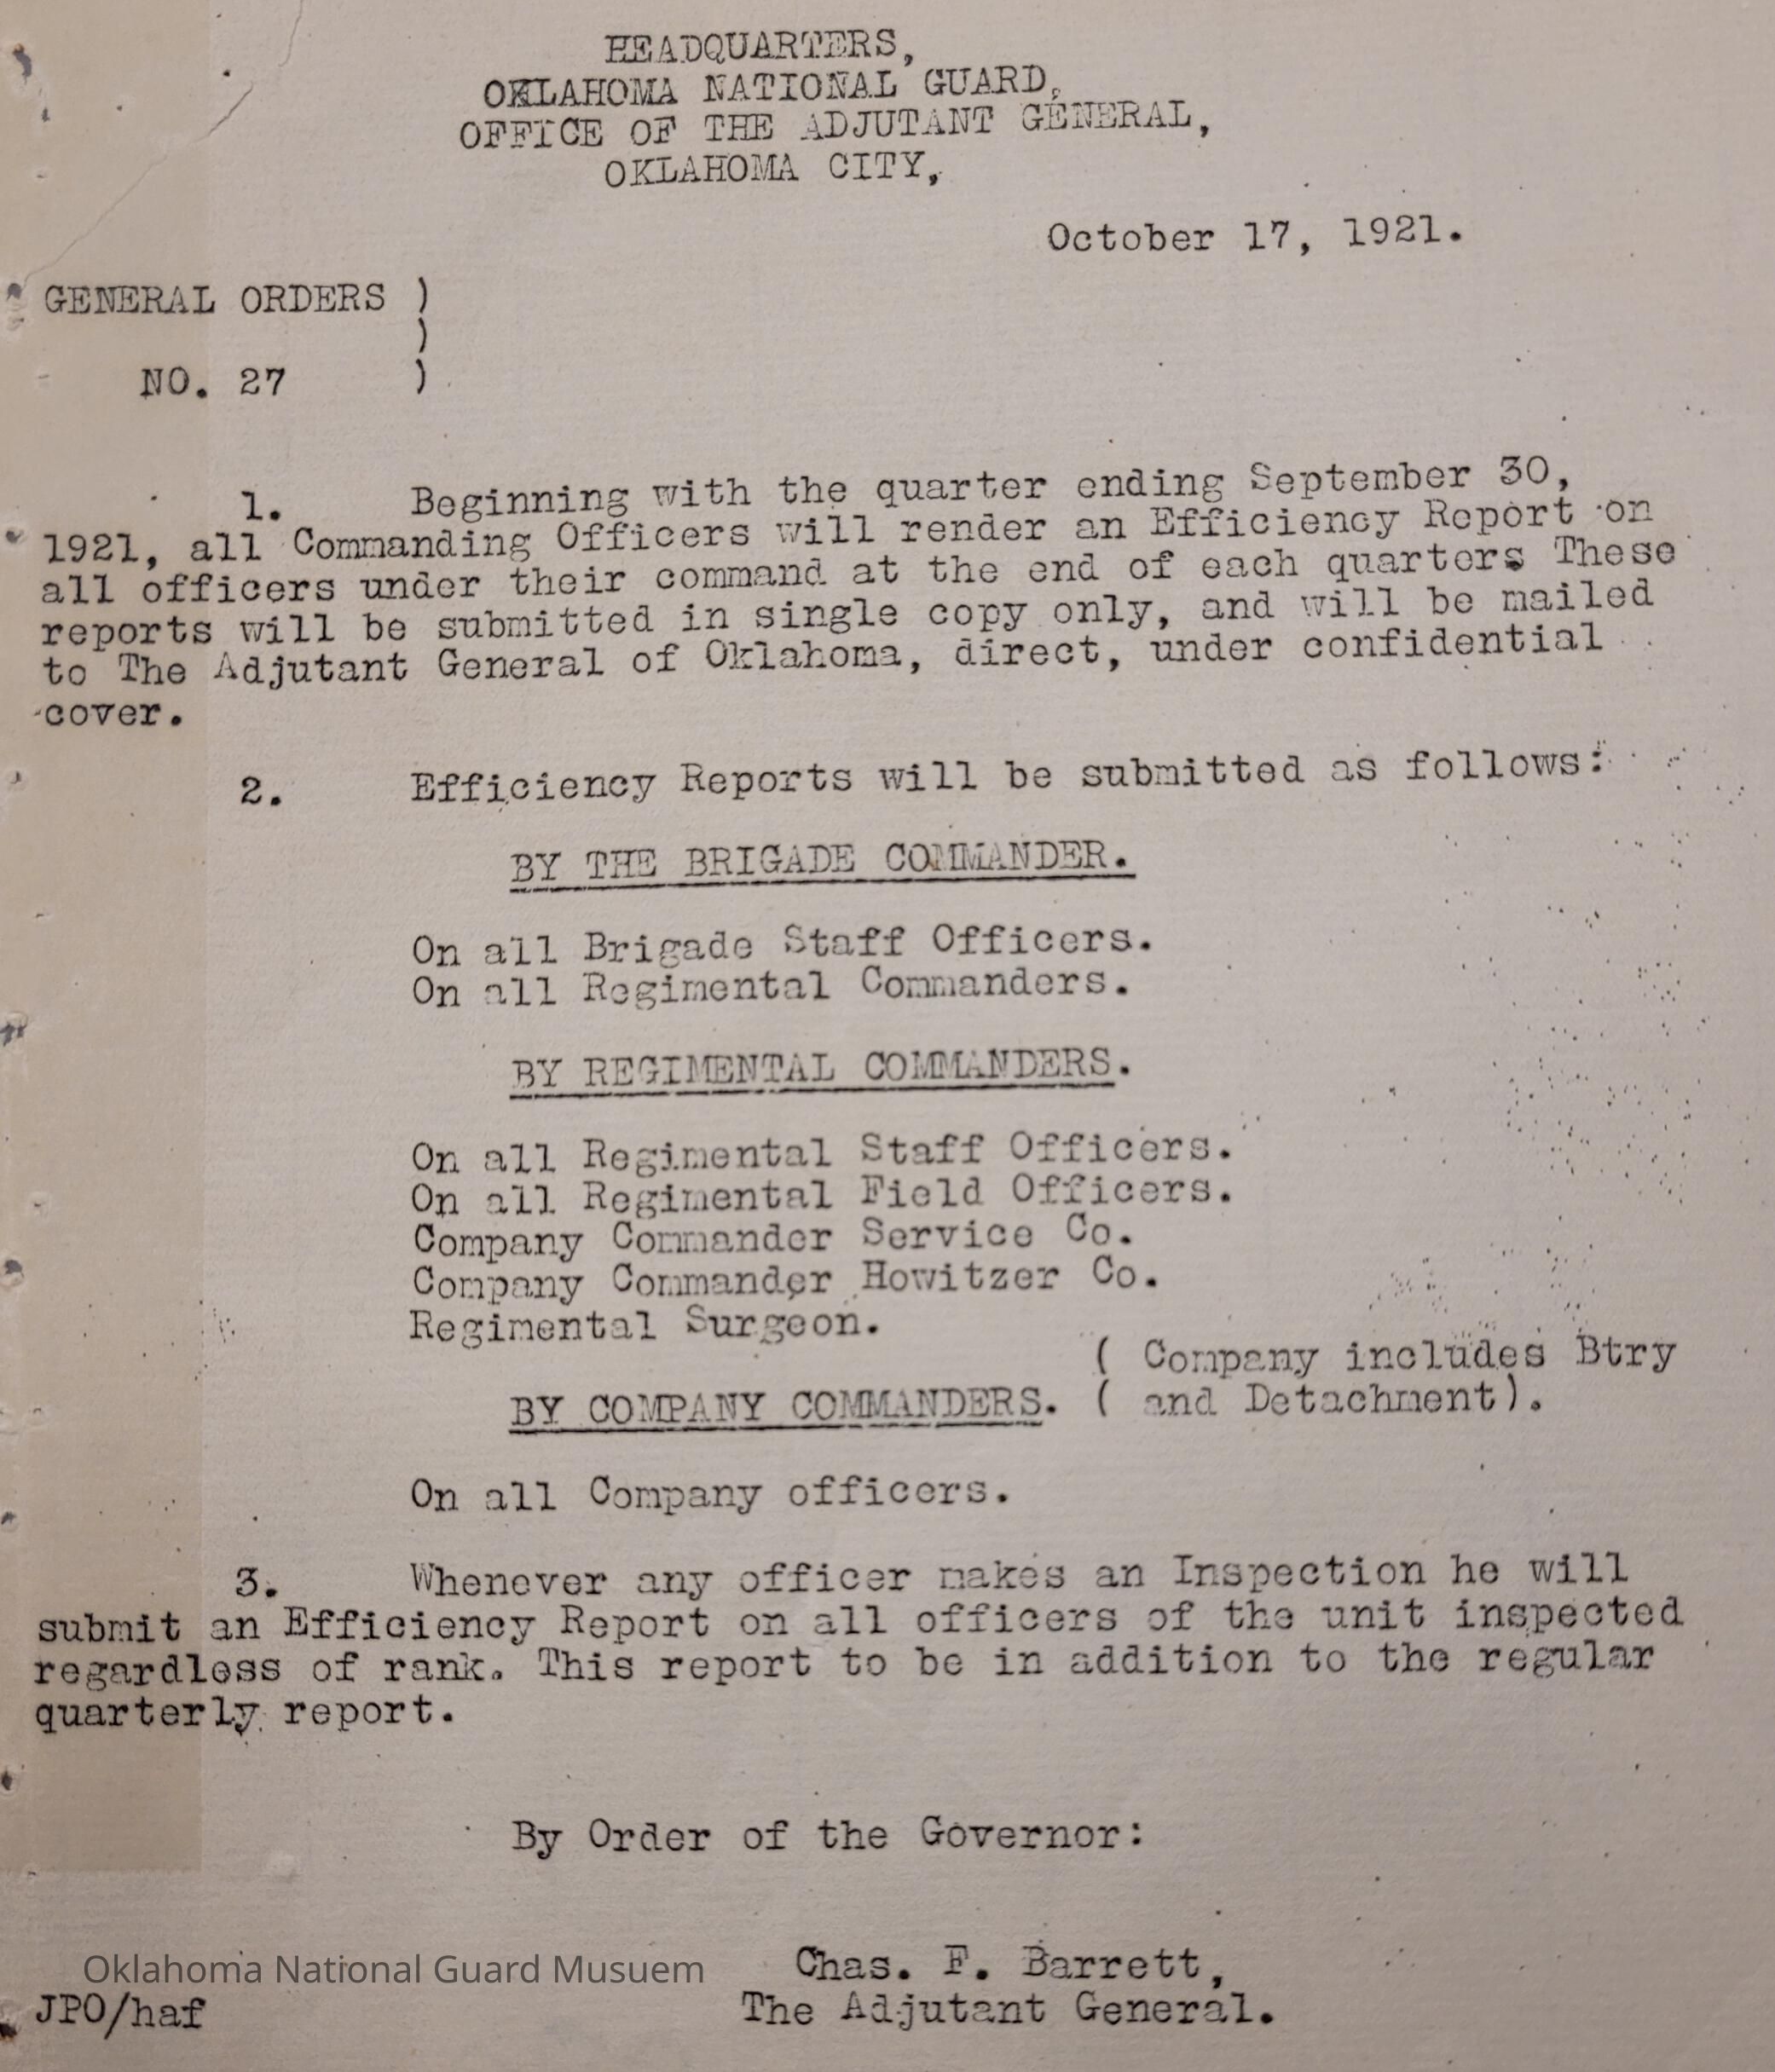 HEADQUARTERS,
OKLAHOMA NATIONAL GUARD,
OFFICE OF THE ADJUTANT GENERAL,
OKLAHOMA CITY,
October 17, 1921.
GENERAL ORDERS )
)
NO. 27 )
1. Beginning with the quarter ending September 30,
1921, all Commanding Officers will render an Efficiency Report on
all officers under their command at the end of each quarters These
reports will be submitted in single copy only, and will be mailed
to The Adjutant General of Oklahoma, direct, under confidential
cover.
2. Efficiency Reports will be submitted as follows:
BY THE BRIGADE COMMANDER.
On all Brigade Staff Officers.
On all Regimental Commanders.
BY REGIMENTAL COMMANDERS.
On all Regimental Staff Officers.
On all Regimental Field Officers.
Company Commander Service Co.
Company Commander Howitzer Co.
Regimental Surgeon.
( Company includes Btry
BY COMPANY COMMANDERS. ( and Detachment).
On all Company officers.
3. Whenever any officer makes an Inspection he will
submit an Efficiency Report on all officers of the unit inspected
regardless of rank. This report to be in addition to the regular
quarterly report.
By Order of the Governor:
Chas. F. Barrett,
Oklahoma National Guard Musuem
The Adjutant General.
JPO/haf